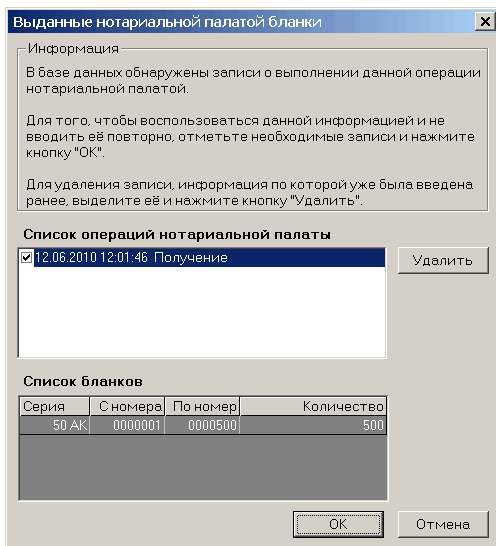 Выданные нотариальной палатой бланки
Информация
В базе данных обнаружены записи о выполнении данной операции
нотариальной палатой.
Для того, чтобы воспользоваться данной информацией и не
вводить её повторно, отметьте необходимые записи и нажмите
кнопку "ОК".
Для удаления записи, информация по которой уже была введена
ранее, выделите её и нажмите кнопку "Удалить".
Список операций нотариальной палаты
12.06.2010 12:01:46 Получение
Удалить
Список бланков
Серия С номера По номер Количество
50 АК 0000001 0000500 500
ОК Отмена